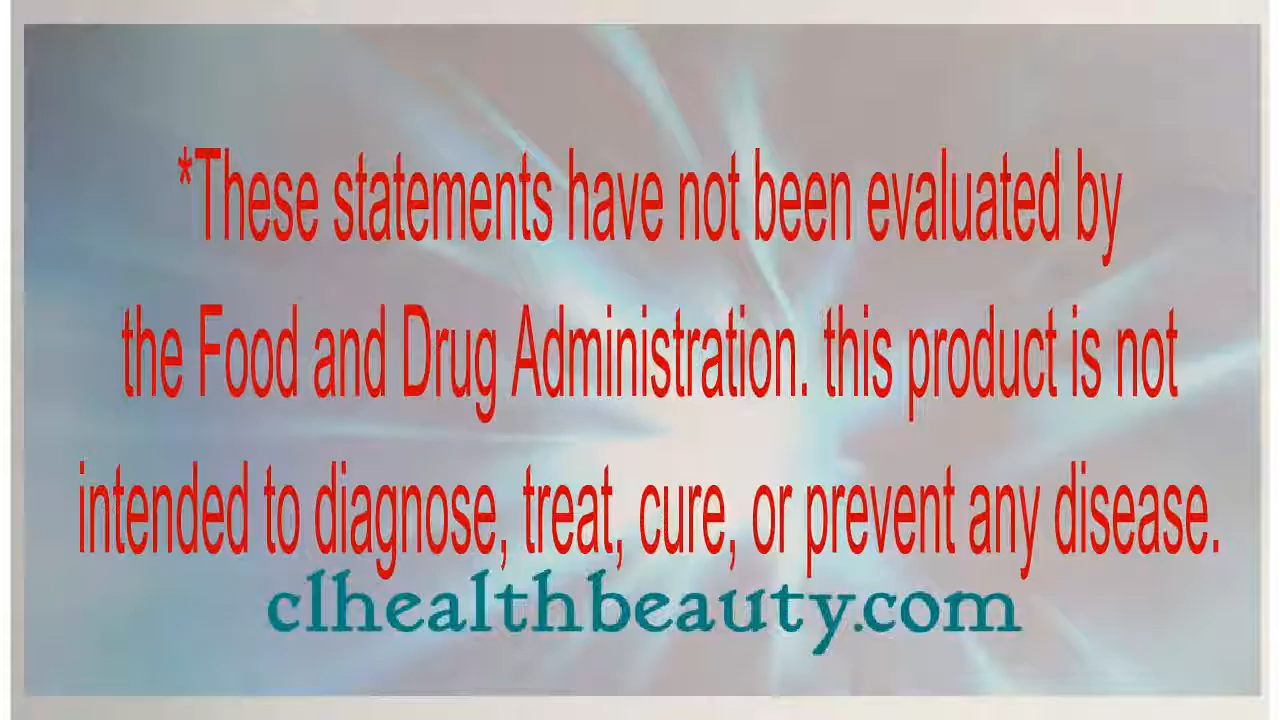 *These statements have not been evaluated by
the Food and Drug Administration. this product is not
intended to diagnose, treat, cure, or prevent any disease.
clhealthbeauty.com